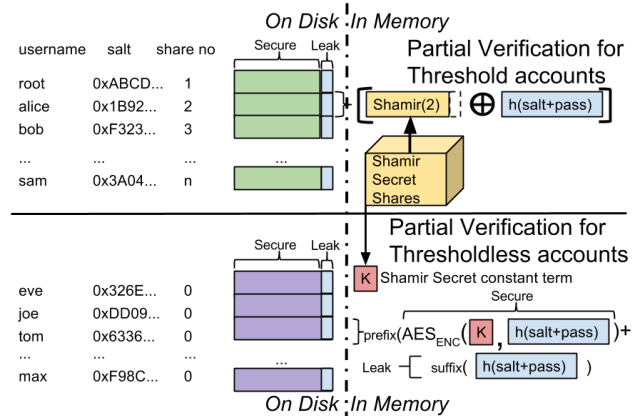 On Disk In Memory
username salt share no
Secure Leak
Partial Verification for
Threshold accounts
root 0xABCD... 1
alice 0x1B92... 2
bob 0xF323... 3
... ... ... ...
sam 0x3A04... n
+ [ Shamir(2) ⊕ h(salt+pass) ]
Shamir
Secret
Shares
Partial Verification for
Thresholdless accounts
Secure Leak
K Shamir Secret constant term
eve 0x326E... 0
joe 0xDD09... 0
tom 0x6336... 0
... ... ... ...
max 0xF98C... 0
Secure
prefix(AES_ENC( K , h(salt+pass) )+
Leak suffix( h(salt+pass) )
On Disk In Memory